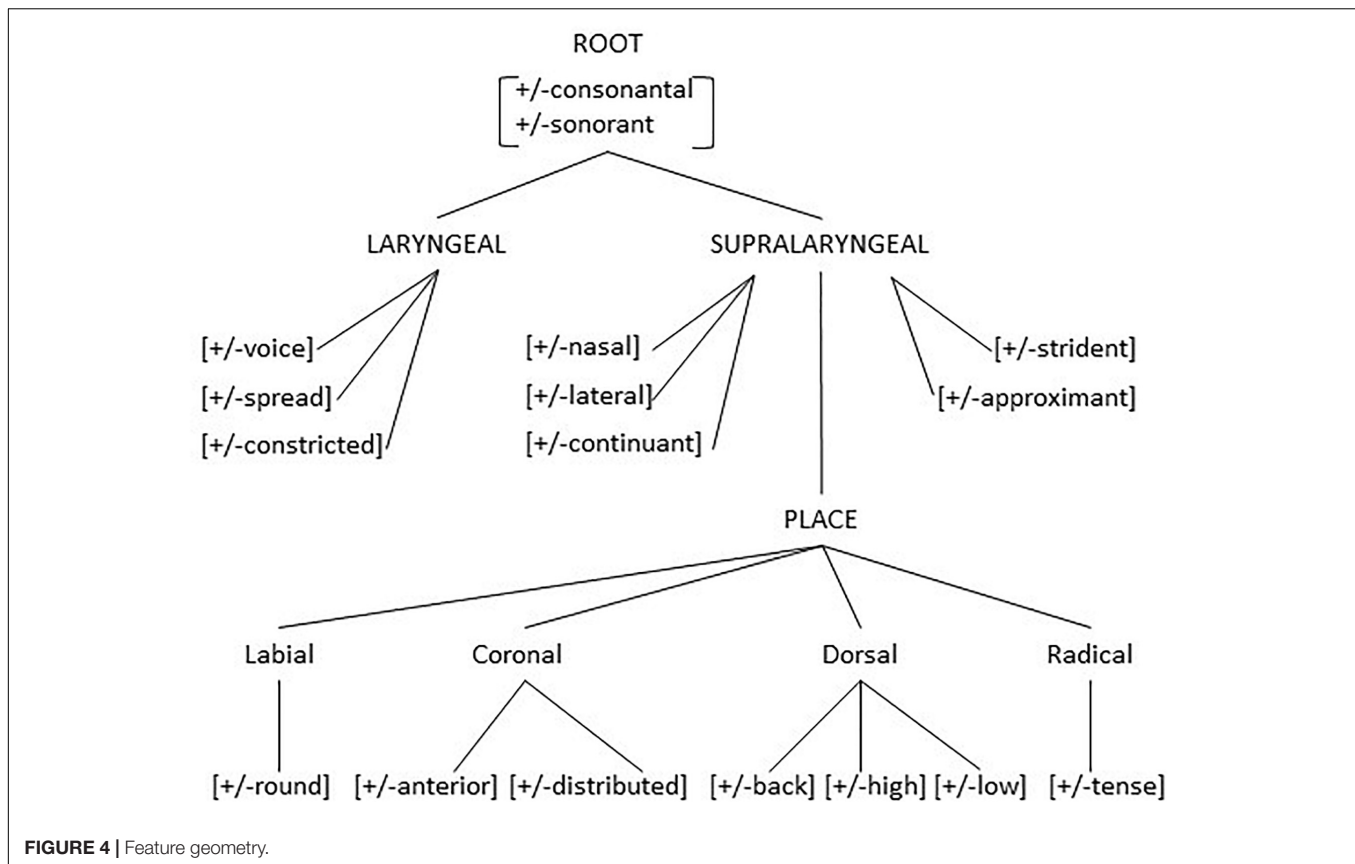 ROOT
+/-consonantal
+/-sonorant
LARYNGEAL SUPRALARYNGEAL
[+/-voice] [+/-nasal] [+/-strident]
[+/-spread] [+/-lateral] [+/-approximant]
[+/-constricted] [+/-continuant]
PLACE
Labial Coronal Dorsal Radical
[+/-round] [+/-anterior] [+/-distributed] [+/-back] [+/-high] [+/-low] [+/-tense]
FIGURE 4 | Feature geometry.